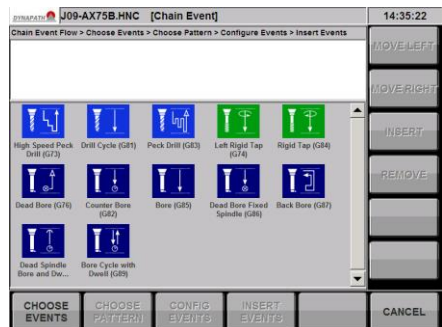 DYNAPATH J09-AX75B.HNC [Chain Event] 14:35:22
Chain Event Flow > Choose Events > Choose Pattern > Configure Events > Insert Events
MOVE LEFT
MOVE RIGHT
INSERT
REMOVE
High Speed Peck
Drill (G73)
Drill Cycle (G81)
Peck Drill (G83)
Left Rigid Tap
(G74)
Rigid Tap (G84)
Dead Bore (G76)
Counter Bore
(G82)
Bore (G85)
Dead Bore Fixed
Spindle (G86)
Back Bore (G87)
Dead Spindle
Bore and Dw...
Bore Cycle with
Dwell (G89)
CHOOSE
EVENTS
CHOOSE
PATTERN
CONFIG
EVENTS
INSERT
EVENTS
CANCEL